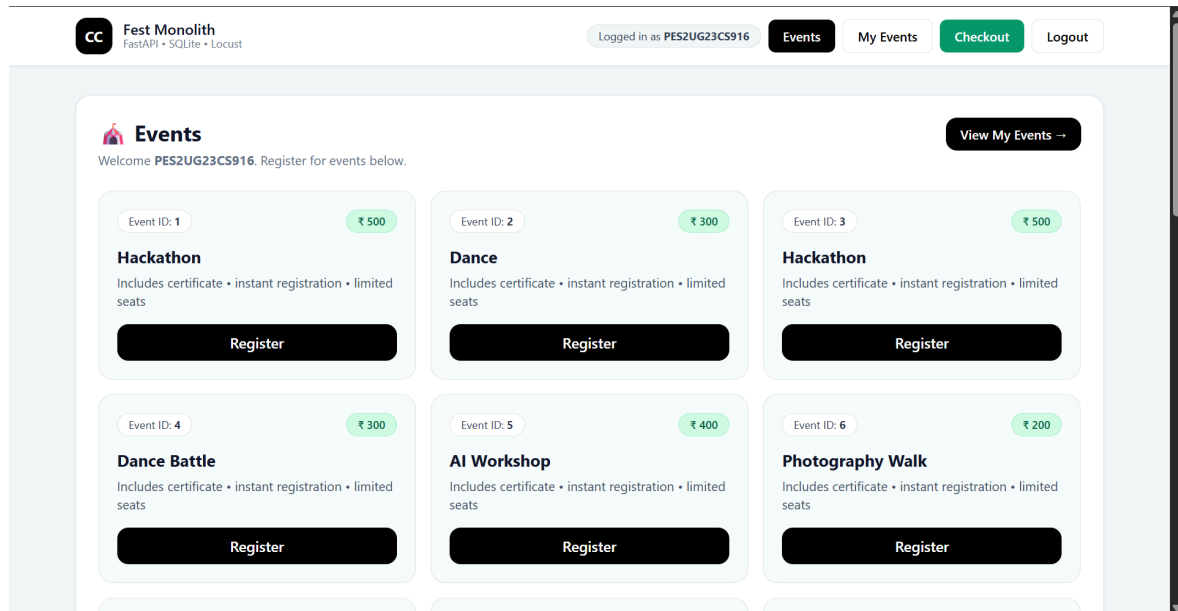 CC
Fest Monolith
FastAPI • SQLite • Locust
Logged in as PES2UG23CS916
Events
My Events
Checkout
Logout
Events
View My Events →
Welcome PES2UG23CS916. Register for events below.
Event ID: 1
₹ 500
Hackathon
Includes certificate • instant registration • limited
seats
Register
Event ID: 2
₹ 300
Dance
Includes certificate • instant registration • limited
seats
Register
Event ID: 3
₹ 500
Hackathon
Includes certificate • instant registration • limited
seats
Register
Event ID: 4
₹ 300
Dance Battle
Includes certificate • instant registration • limited
seats
Register
Event ID: 5
₹ 400
AI Workshop
Includes certificate • instant registration • limited
seats
Register
Event ID: 6
₹ 200
Photography Walk
Includes certificate • instant registration • limited
seats
Register